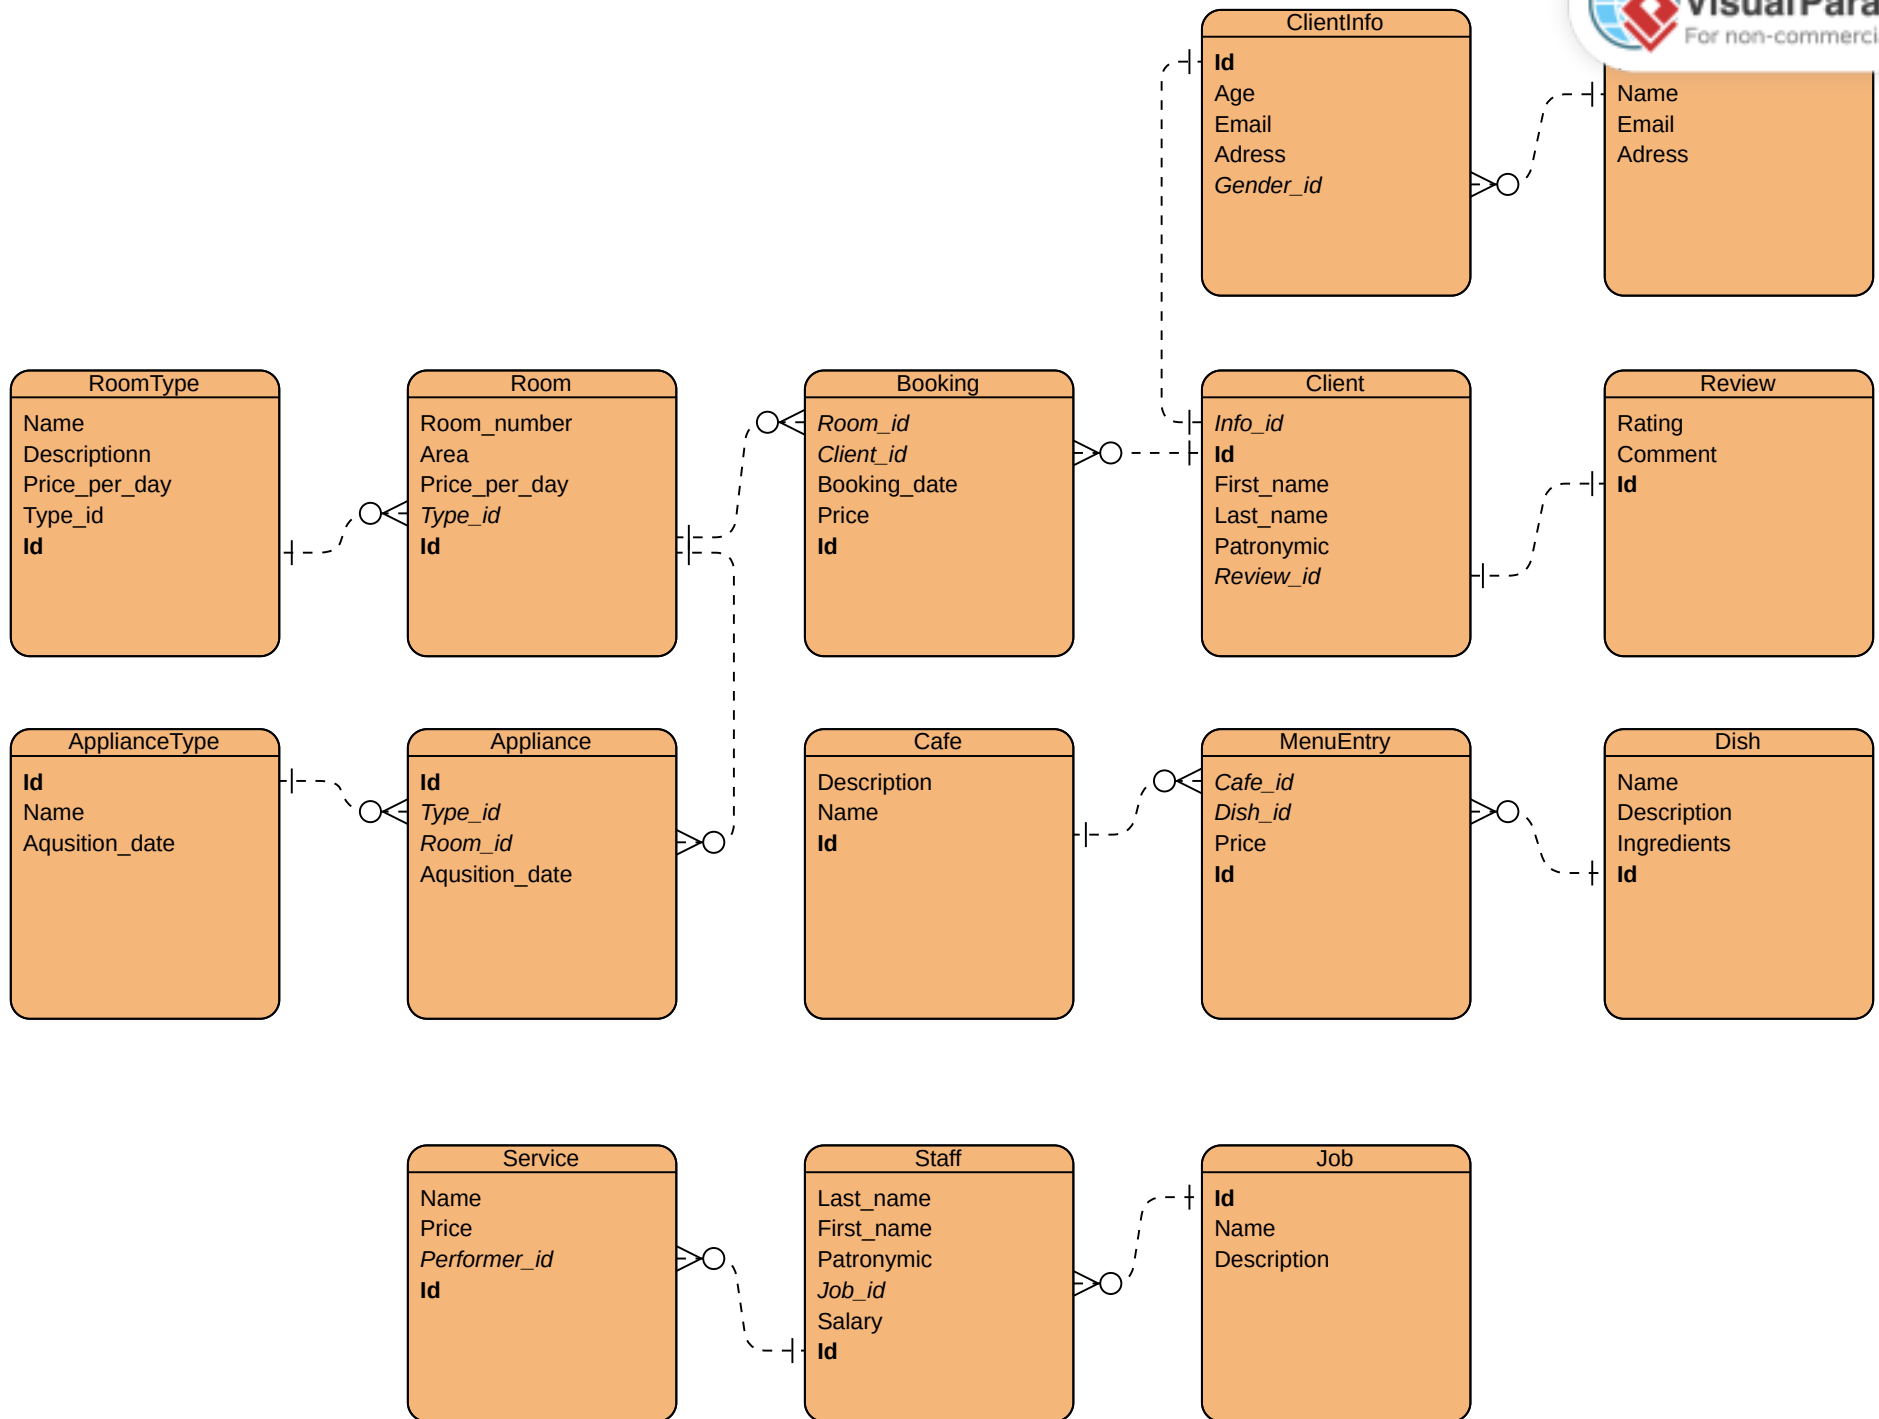 ClientInfo
Id
Age
Email
Adress
Gender_id
For non-commerci
Name
Email
Adress
RoomType
Name
Descriptionn
Price_per_day
Type_id
Id
Room
Room_number
Area
Price_per_day
Type_id
Id
Booking
Room_id
Client_id
Booking_date
Price
Id
Client
Info_id
Id
First_name
Last_name
Patronymic
Review_id
Review
Rating
Comment
Id
ApplianceType
Id
Name
Aqusition_date
Appliance
Id
Type_id
Room_id
Aqusition_date
Cafe
Description
Name
Id
MenuEntry
Cafe_id
Dish_id
Price
Id
Dish
Name
Description
Ingredients
Id
Service
Name
Price
Performer_id
Id
Staff
Last_name
First_name
Patronymic
Job_id
Salary
Id
Job
Id
Name
Description